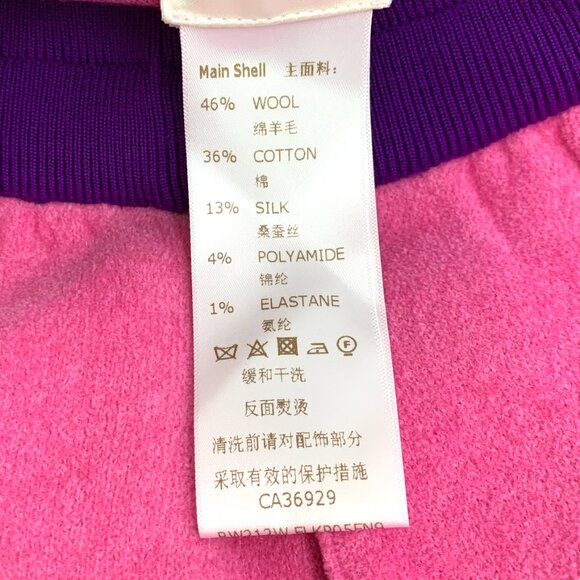 Main Shell 主面料:
46% WOOL
绵羊毛
36% COTTON
棉
13% SILK
桑蚕丝
4% POLYAMIDE
锦纶
1% ELASTANE
氨纶
F
缓和干洗
反面熨烫
清洗前请对配饰部分
采取有效的保护措施
CA36929